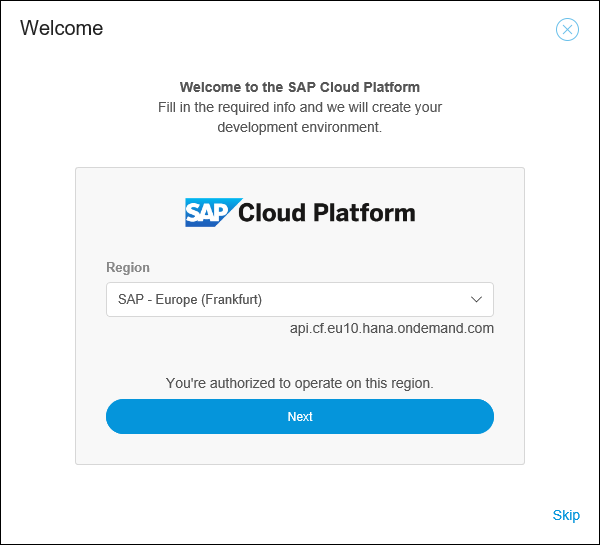 Welcome
Welcome to the SAP Cloud Platform
Fill in the required info and we will create your
development environment.
SAP Cloud Platform
Region
SAP - Europe (Frankfurt)
api.cf.eu10.hana.ondemand.com
You're authorized to operate on this region.
Next
Skip